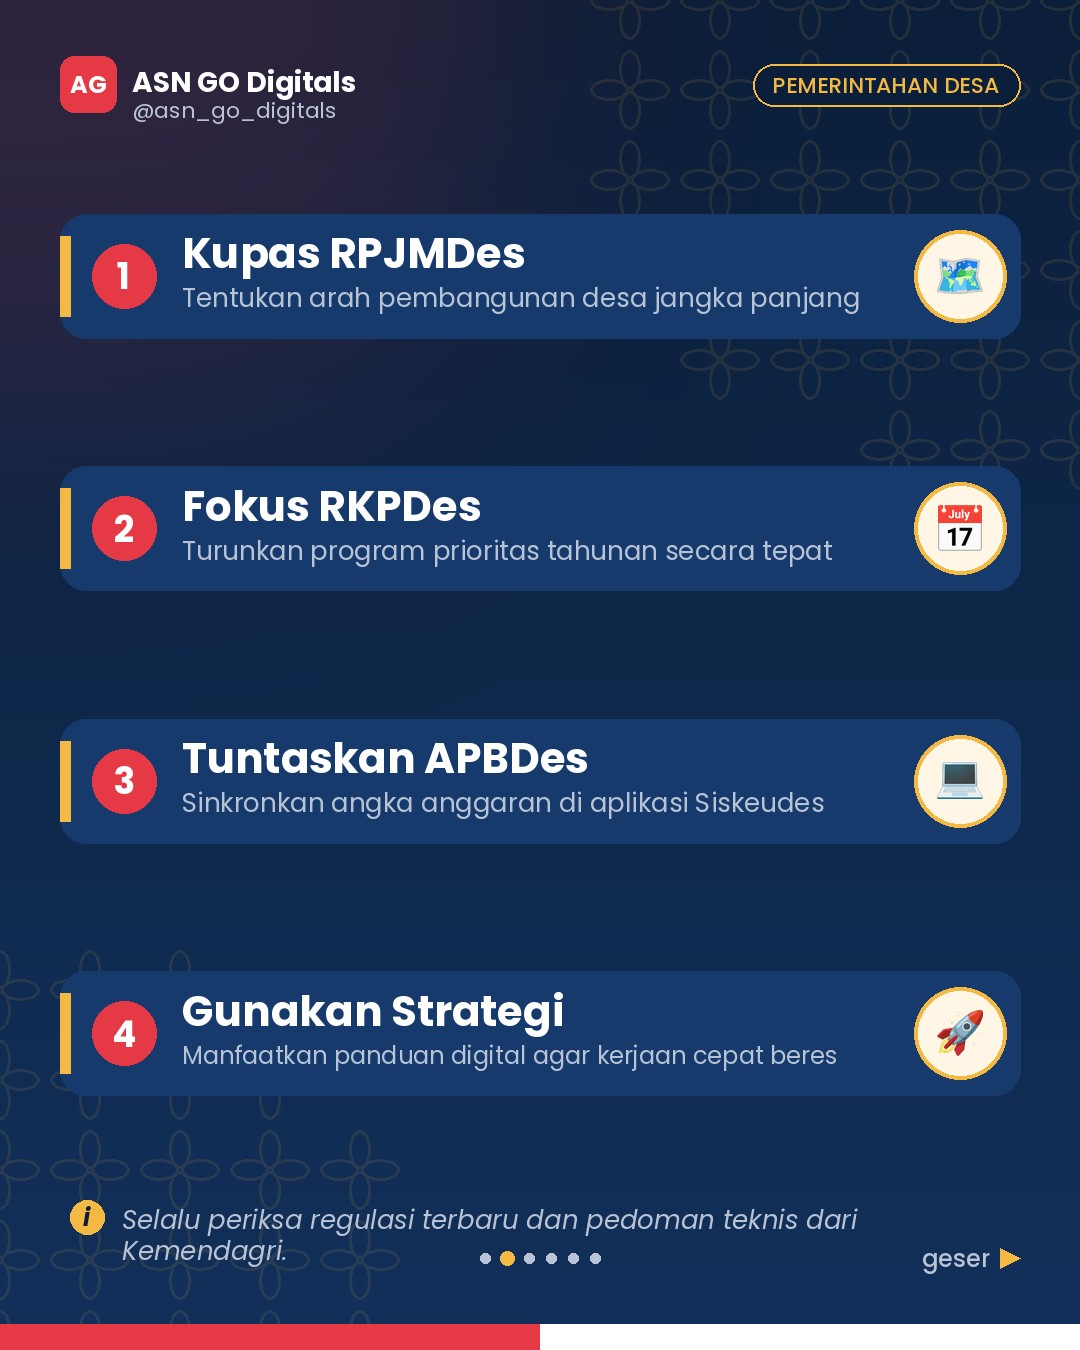 AG
ASN GO Digitals
@asn_go_digitals
PEMERINTAHAN DESA
1
Kupas RPJMDes
Tentukan arah pembangunan desa jangka panjang
2
Fokus RKPDes
Turunkan program prioritas tahunan secara tepat
July
17
3
Tuntaskan APBDes
Sinkronkan angka anggaran di aplikasi Siskeudes
4
Gunakan Strategi
Manfaatkan panduan digital agar kerjaan cepat beres
i
Selalu periksa regulasi terbaru dan pedoman teknis dari
Kemendagri.
geser